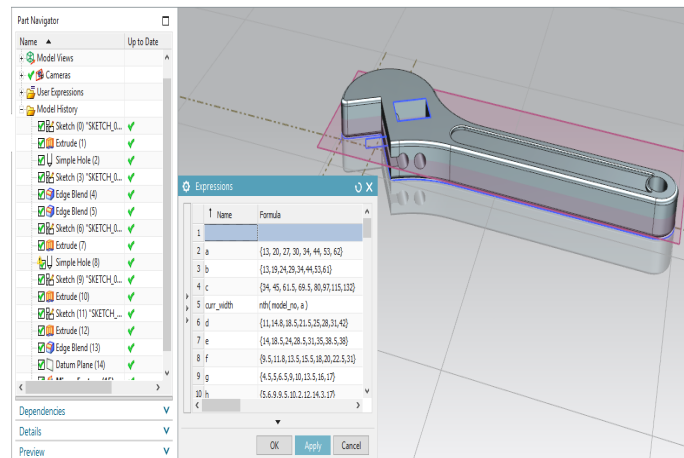 Part Navigator
Name Up to Date
Model Views
Cameras
User Expressions
Model History
Sketch (0) "SKETCH_0...
Extrude (1)
Simple Hole (2)
Sketch (3) "SKETCH_0...
Edge Blend (4)
Edge Blend (5)
Sketch (6) "SKETCH_0...
Extrude (7)
Simple Hole (8)
Sketch (9) "SKETCH_0...
Extrude (10)
Sketch (11) "SKETCH_...
Extrude (12)
Edge Blend (13)
Datum Plane (14)
Dependencies
Details
Preview
Expressions
Name Formula
1
2 a {13, 20, 27, 30, 34, 44, 53, 62}
3 b {13,19,24,29,34,44,53,61}
4 c {34, 45, 61.5, 69.5, 80,97,115,132}
5 curr_width nth( model_no, a )
6 d {11,14.8,18.5,21.5,25,28,31,42}
7 e {14,18.5,24,28.5,31,35,38.5,38}
8 f {9.5,11.8,13.5,15.5,18,20,22.5,31}
9 g {4.5,5,6.5,9,10,13.5,16,17}
10 h
OK Apply Cancel